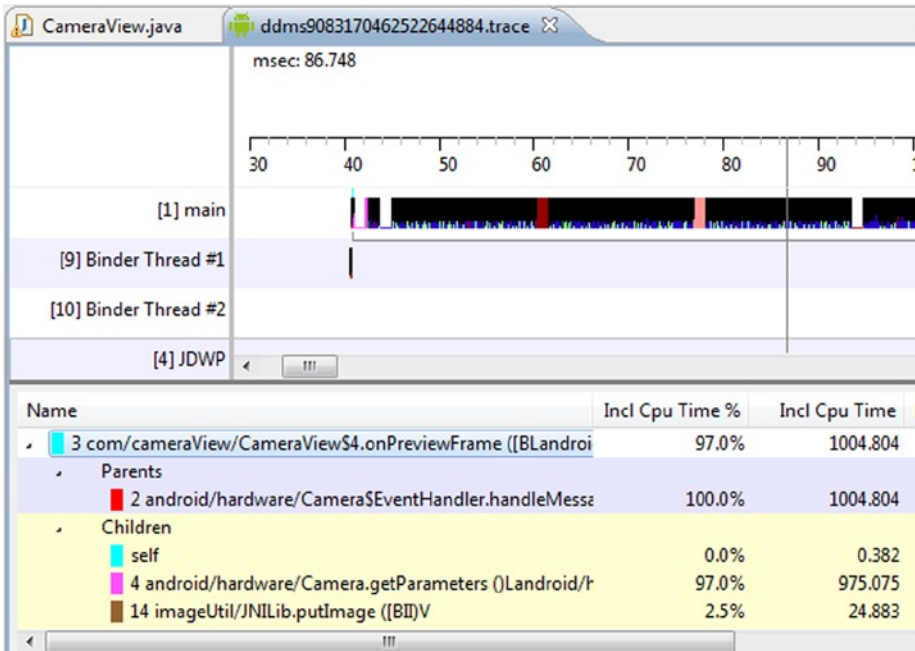 CameraView.java ddms9083170462522644884.trace
msec: 86.748
30 40 50 60 70 80 90
[1] main
[9] Binder Thread #1
[10] Binder Thread #2
[4] JDWP
Name Incl Cpu Time % Incl Cpu Time
3 com/cameraView/CameraView$4.onPreviewFrame ([BLandroi 97.0% 1004.804
Parents
2 android/hardware/Camera$EventHandler.handleMessa 100.0% 1004.804
Children
self 0.0% 0.382
4 android/hardware/Camera.getParameters ()Landroid/h 97.0% 975.075
14 imageUtil/JNILib.putImage ([BII)V 2.5% 24.883